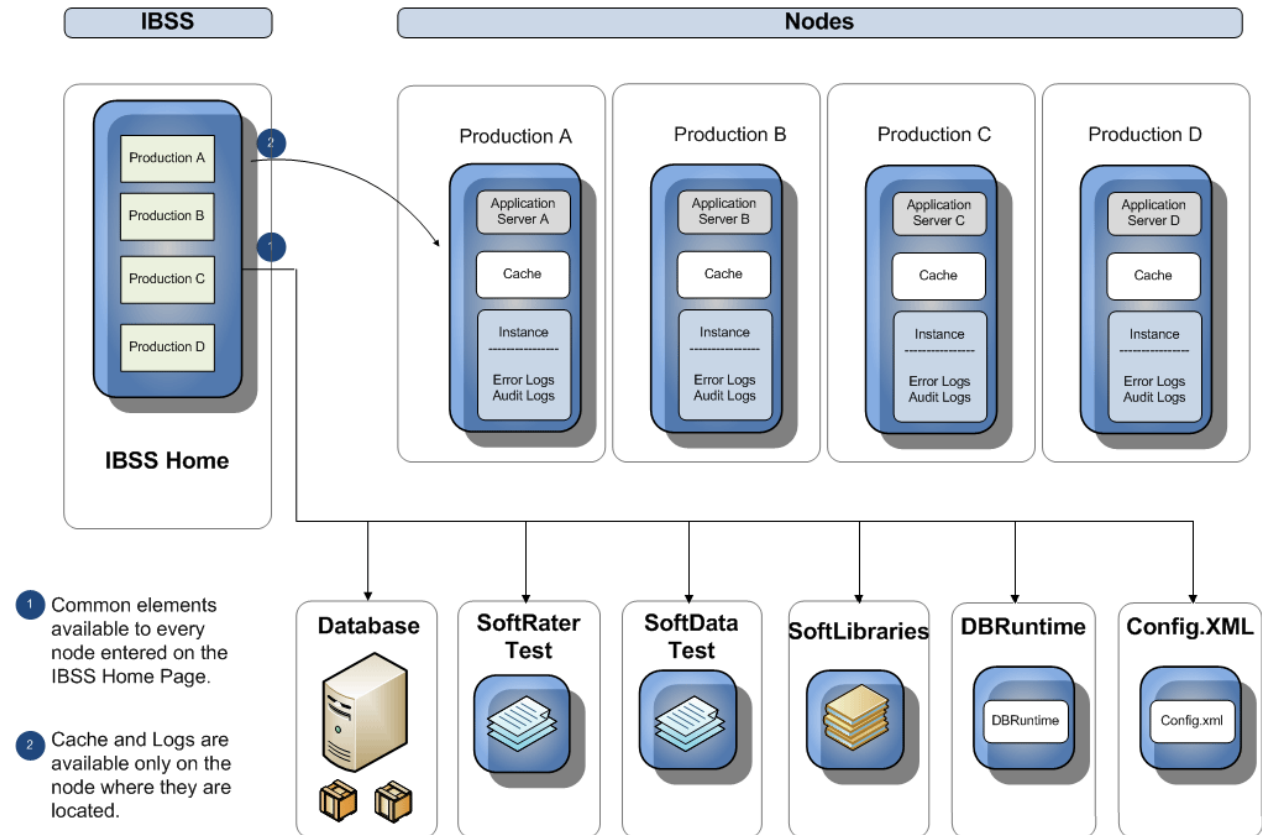 IBSS
Nodes
Production A
Production B
Production C
Production D
IBSS Home
2
1
Production A
Application
Server A
Cache
Instance
----------------
Error Logs
Audit Logs
Production B
Application
Server B
Cache
Instance
----------------
Error Logs
Audit Logs
Production C
Application
Server C
Cache
Instance
----------------
Error Logs
Audit Logs
Production D
Application
Server D
Cache
Instance
----------------
Error Logs
Audit Logs
1 Common elements
available to every
node entered on the
IBSS Home Page.
2 Cache and Logs are
available only on the
node where they are
located.
Database
SoftRater
Test
SoftData
Test
SoftLibraries
DBRuntime
DBRuntime
Config.XML
Config.xml